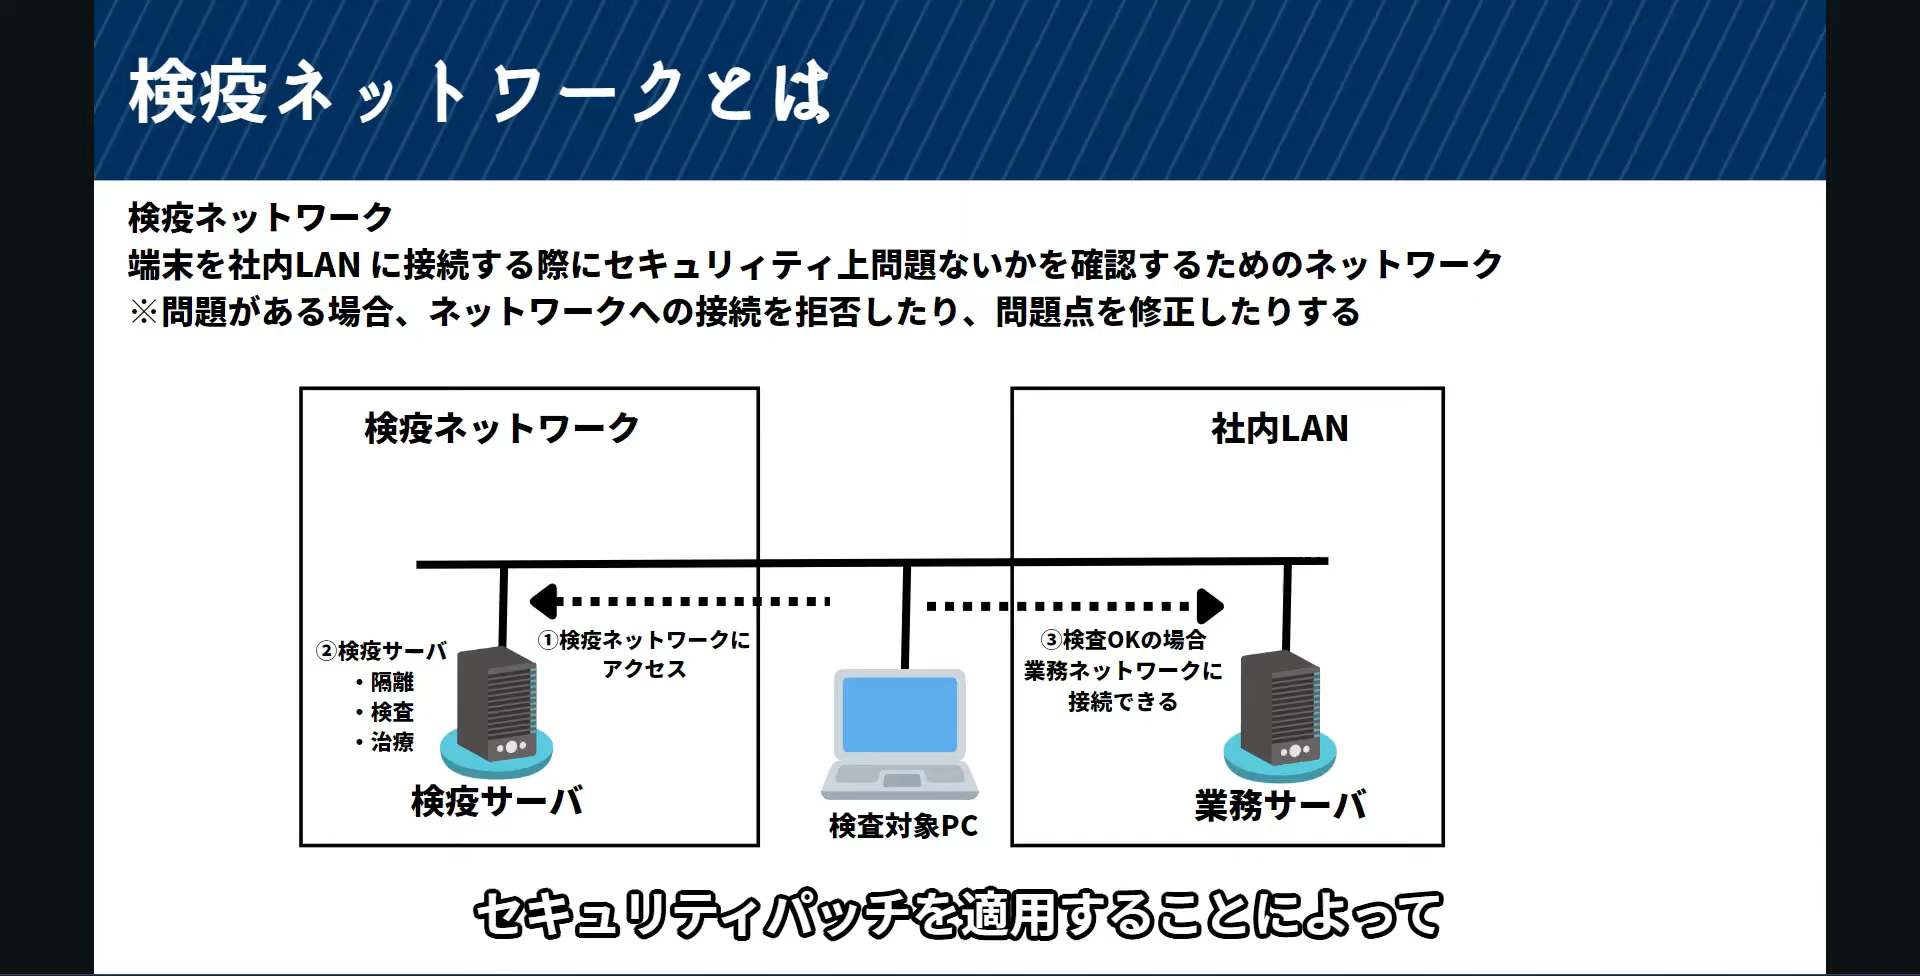 検疫ネットワークとは
検疫ネットワーク
端末を社内LAN に接続する際にセキュリィティ上問題ないかを確認するためのネットワーク
※問題がある場合、ネットワークへの接続を拒否したり、問題点を修正したりする
検疫ネットワーク
社内LAN
①検疫ネットワークに
アクセス
②検疫サーバ
・隔離
・検査
・治療
③検査OKの場合
業務ネットワークに
接続できる
検疫サーバ
検査対象PC
業務サーバ
セキュリティパッチを適用することによって